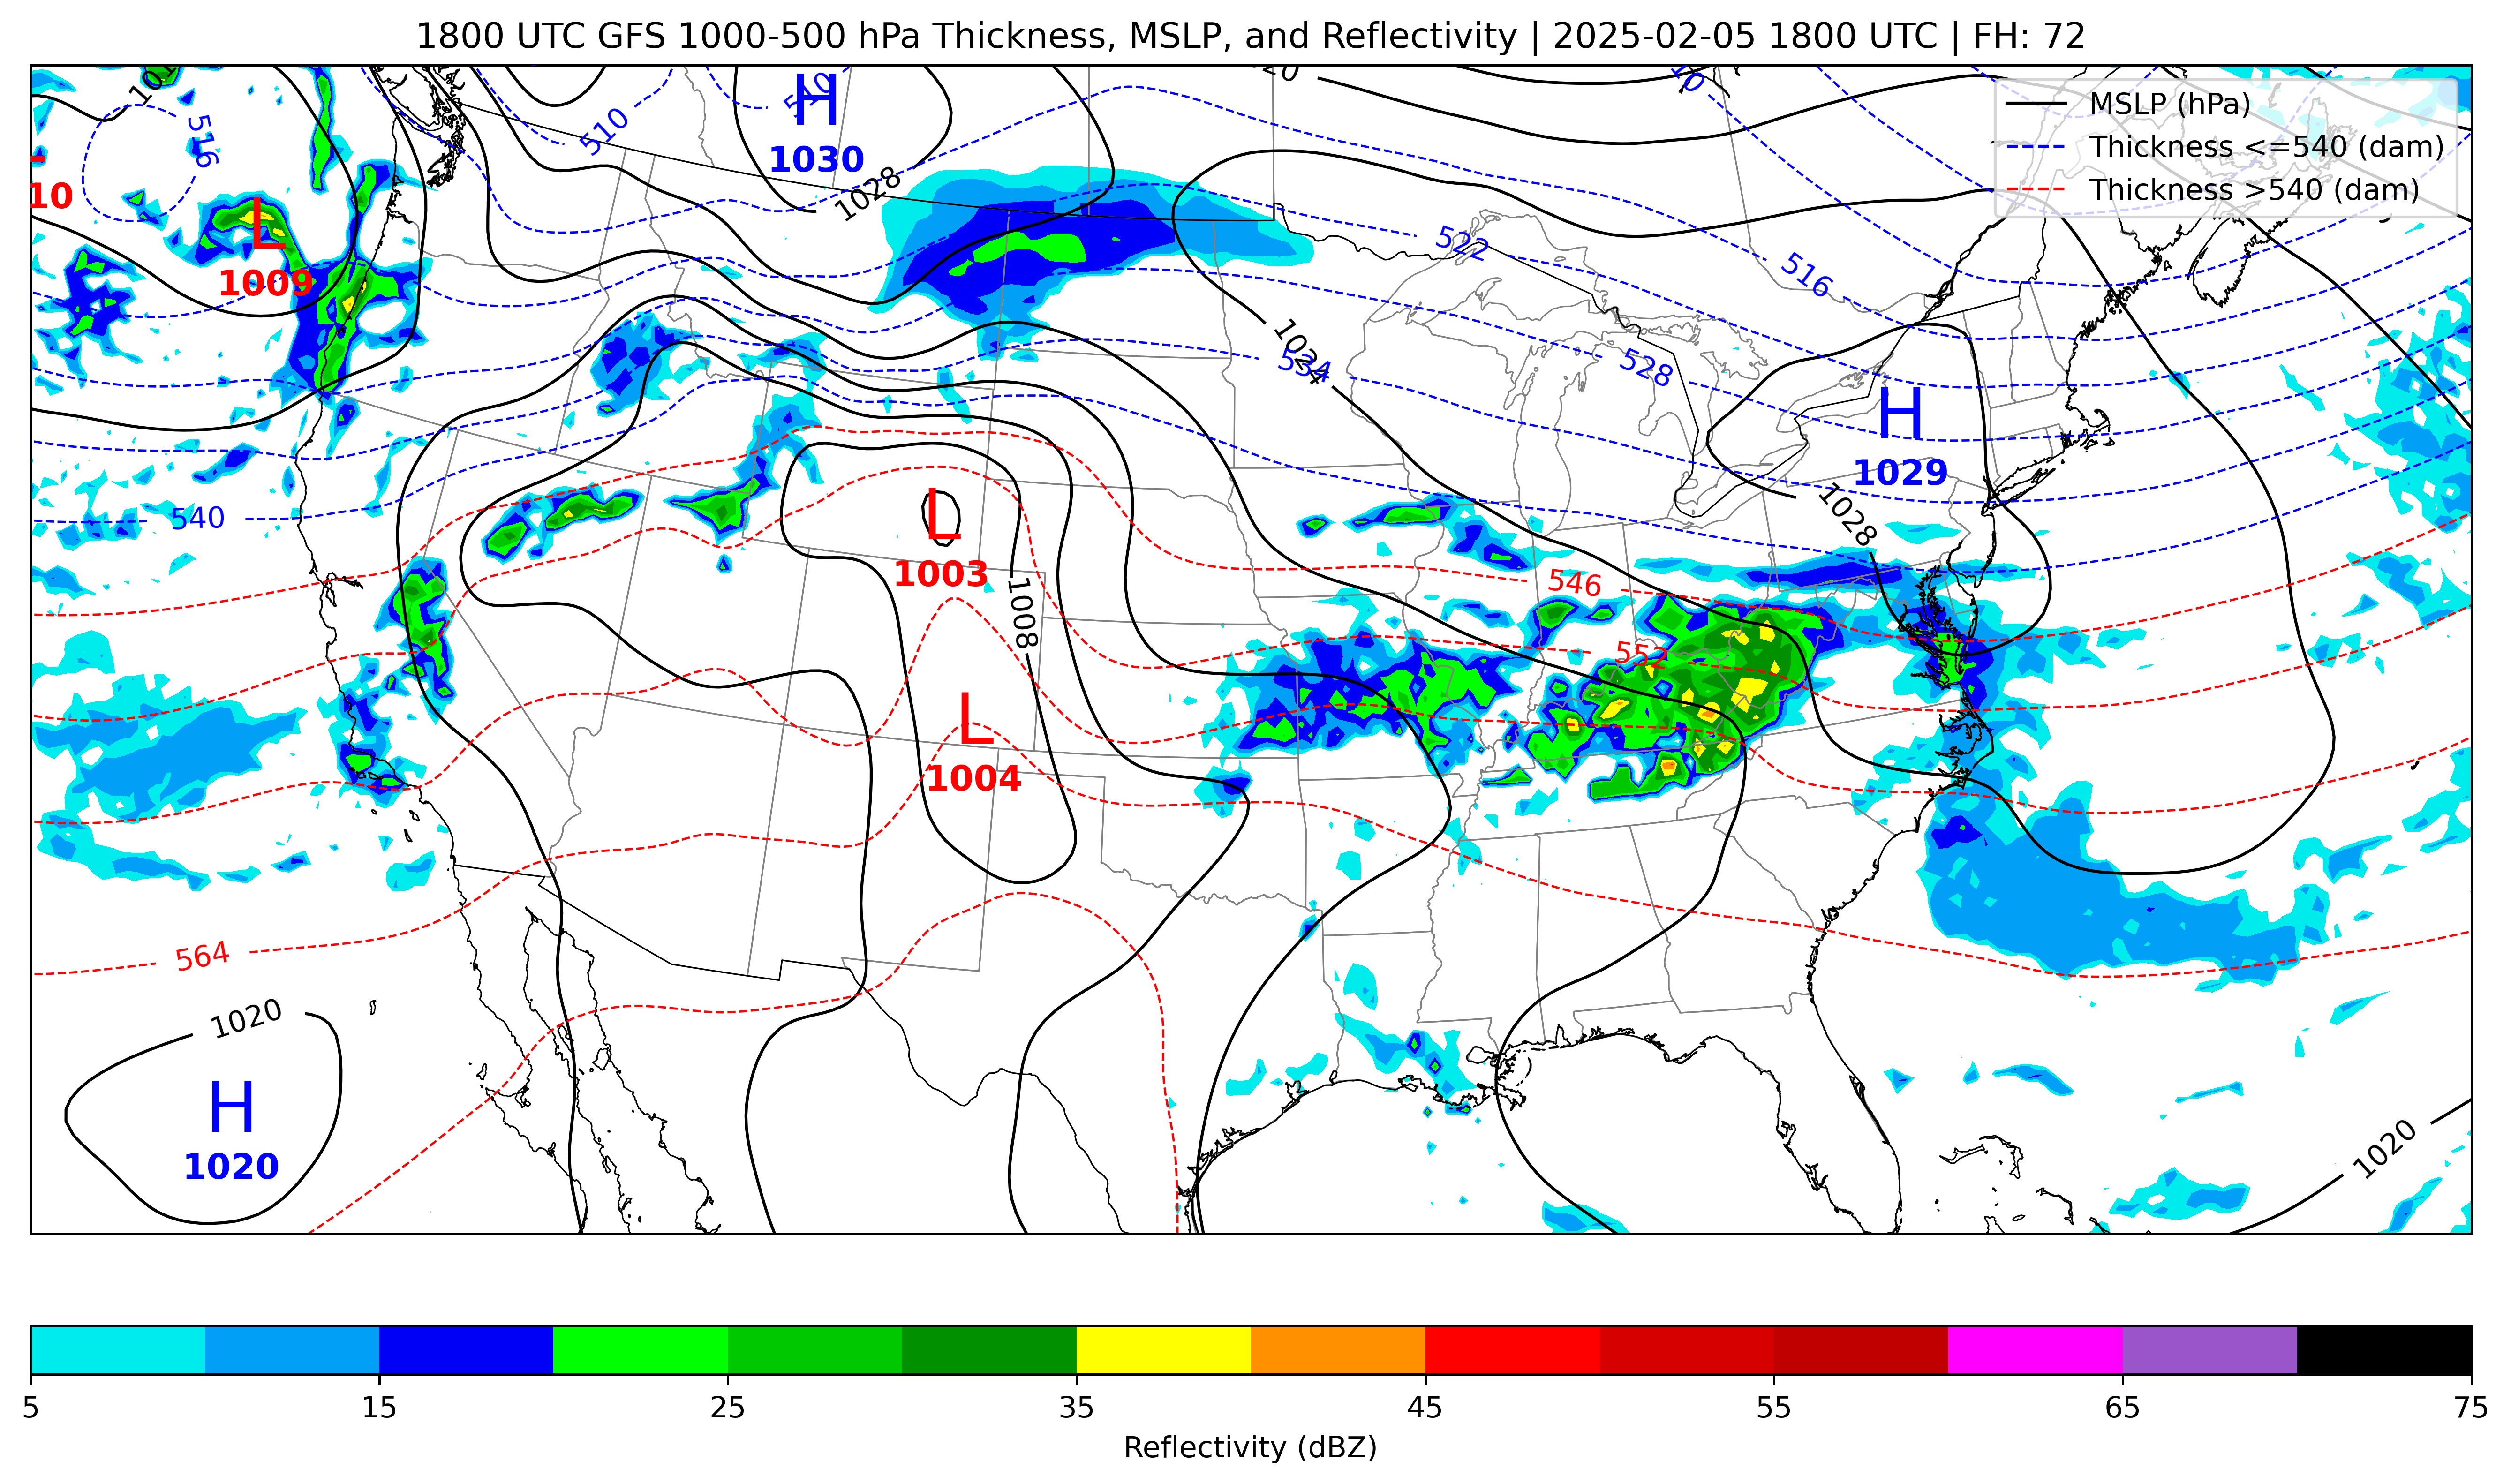 1800 UTC GFS 1000-500 hPa Thickness, MSLP, and Reflectivity | 2025-02-05 1800 UTC | FH: 72
MSLP (hPa)
Thickness <=540 (dam)
Thickness >540 (dam)
H
1030
510
516
10
L
1009
1028
522
516
1024
534
528
H
1029
1028
540
L
1003
546
1008
552
L
1004
564
1020
H
1020
1020
5 15 25 35 45 55 65 75
Reflectivity (dBZ)